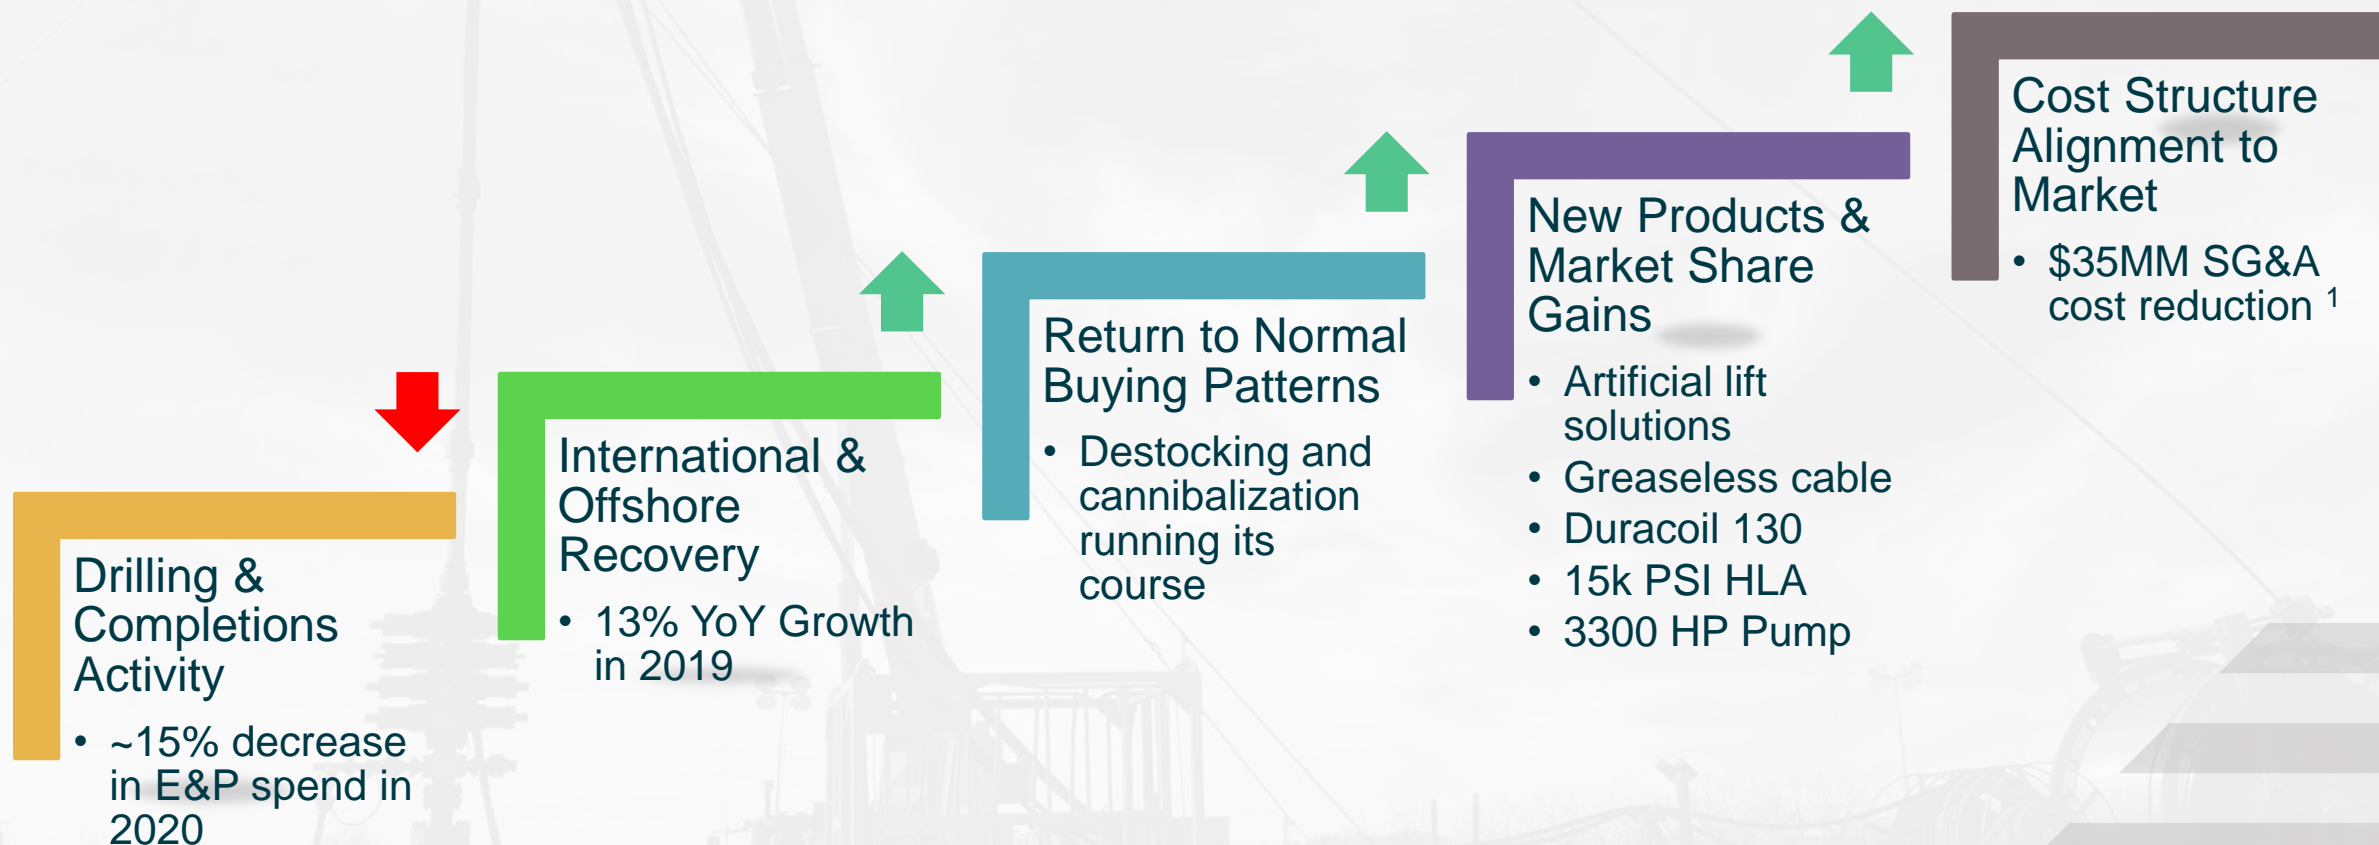 Drilling &
Completions
Activity
• ~15% decrease
in E&P spend in
2020
International &
Offshore
Recovery
• 13% YoY Growth
in 2019
Return to Normal
Buying Patterns
• Destocking and
cannibalization
running its
course
New Products &
Market Share
Gains
• Artificial lift
solutions
• Greaseless cable
• Duracoil 130
• 15k PSI HLA
• 3300 HP Pump
Cost Structure
Alignment to
Market
• $35MM SG&A
cost reduction ¹